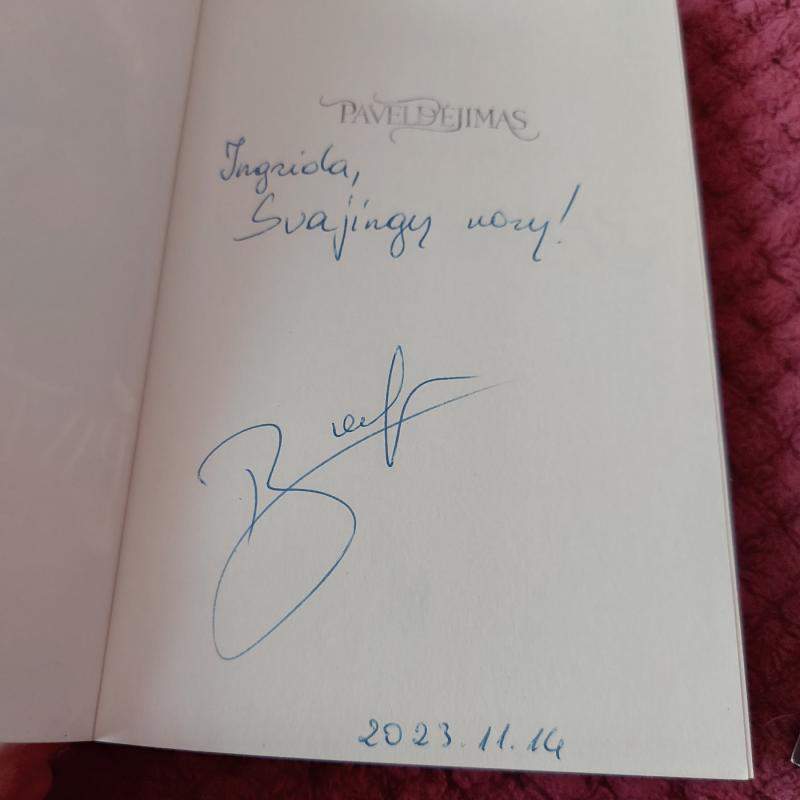 PAVELDĖJIMAS
Ingrida,
Svajingų norų!
2023.11.14